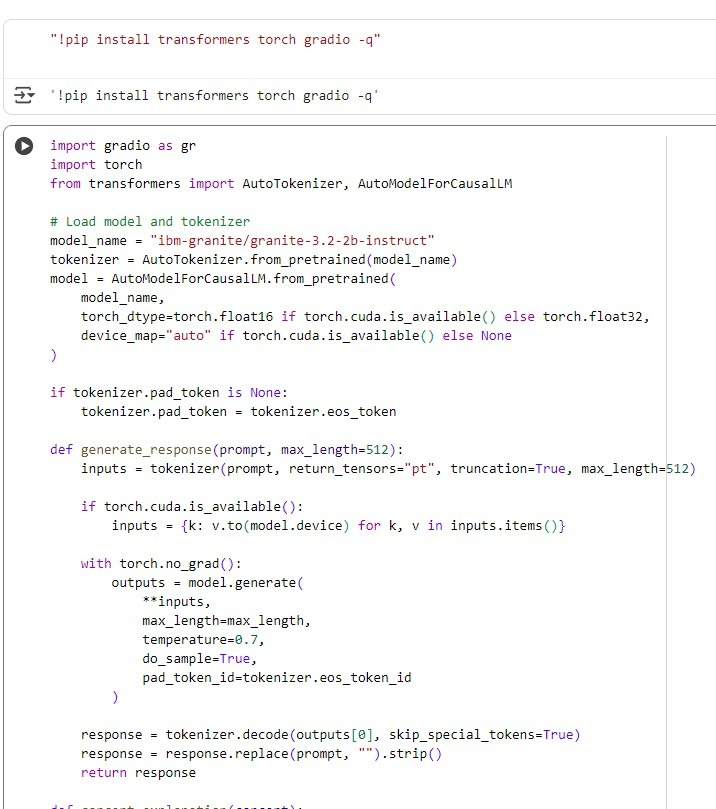 "!pip install transformers torch gradio -q"
'!pip install transformers torch gradio -q'
import gradio as gr
import torch
from transformers import AutoTokenizer, AutoModelForCausalLM
# Load model and tokenizer
model_name = "ibm-granite/granite-3.2-2b-instruct"
tokenizer = AutoTokenizer.from_pretrained(model_name)
model = AutoModelForCausalLM.from_pretrained(
    model_name,
    torch_dtype=torch.float16 if torch.cuda.is_available() else torch.float32,
    device_map="auto" if torch.cuda.is_available() else None
)
if tokenizer.pad_token is None:
    tokenizer.pad_token = tokenizer.eos_token
def generate_response(prompt, max_length=512):
    inputs = tokenizer(prompt, return_tensors="pt", truncation=True, max_length=512)
    if torch.cuda.is_available():
        inputs = {k: v.to(model.device) for k, v in inputs.items()}
    with torch.no_grad():
        outputs = model.generate(
            **inputs,
            max_length=max_length,
            temperature=0.7,
            do_sample=True,
            pad_token_id=tokenizer.eos_token_id
        )
    response = tokenizer.decode(outputs[0], skip_special_tokens=True)
    response = response.replace(prompt, "").strip()
    return response
def concept_explanation(concept):